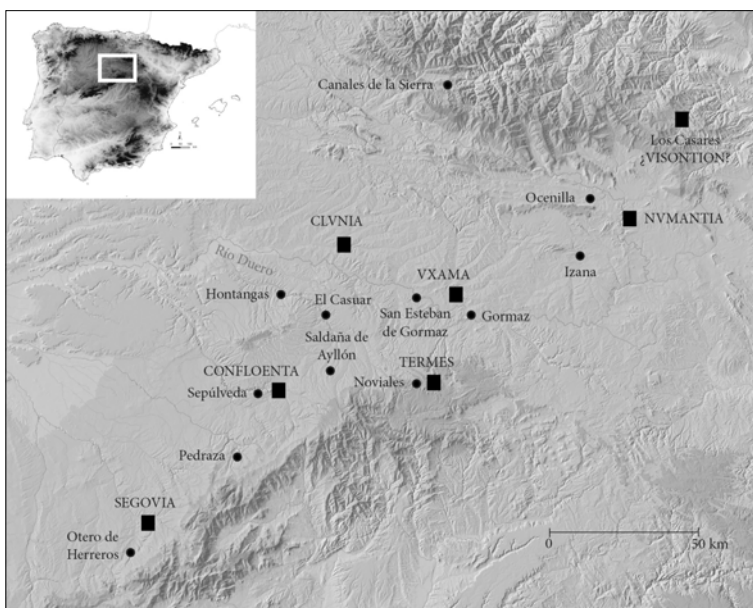 Canales de la Sierra
Los Casares
¿VISONTION?
Ocenilla
NVMANTIA
CLVNIA
Río Duero
Izana
VXAMA
Hontangas
El Casuar
San Esteban
de Gormaz
Gormaz
Saldaña de
Ayllón
CONFLOENTA
TERMES
Sepúlveda
Noviales
Pedraza
SEGOVIA
Otero de
Herreros
0
50 km